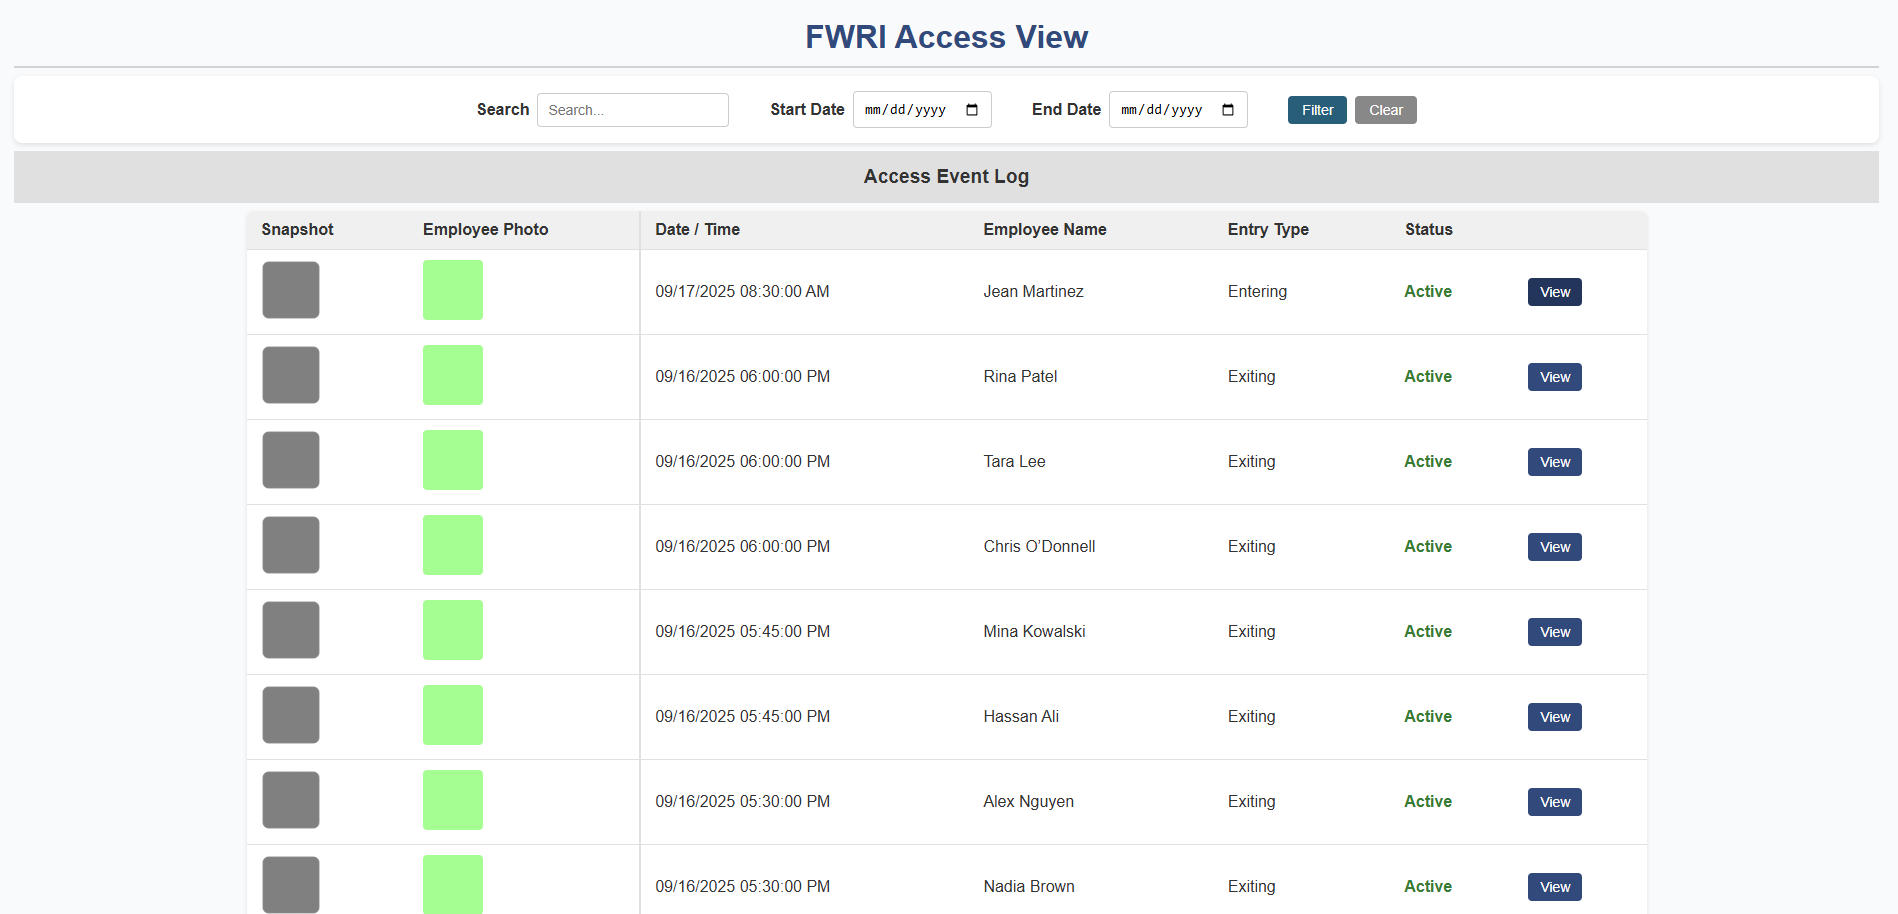 FWRI Access View
Search Search... Start Date mm/dd/yyyy End Date mm/dd/yyyy Filter Clear
Access Event Log
Snapshot Employee Photo Date / Time Employee Name Entry Type Status
09/17/2025 08:30:00 AM Jean Martinez Entering Active View
09/16/2025 06:00:00 PM Rina Patel Exiting Active View
09/16/2025 06:00:00 PM Tara Lee Exiting Active View
09/16/2025 06:00:00 PM Chris O’Donnell Exiting Active View
09/16/2025 05:45:00 PM Mina Kowalski Exiting Active View
09/16/2025 05:45:00 PM Hassan Ali Exiting Active View
09/16/2025 05:30:00 PM Alex Nguyen Exiting Active View
09/16/2025 05:30:00 PM Nadia Brown Exiting Active View